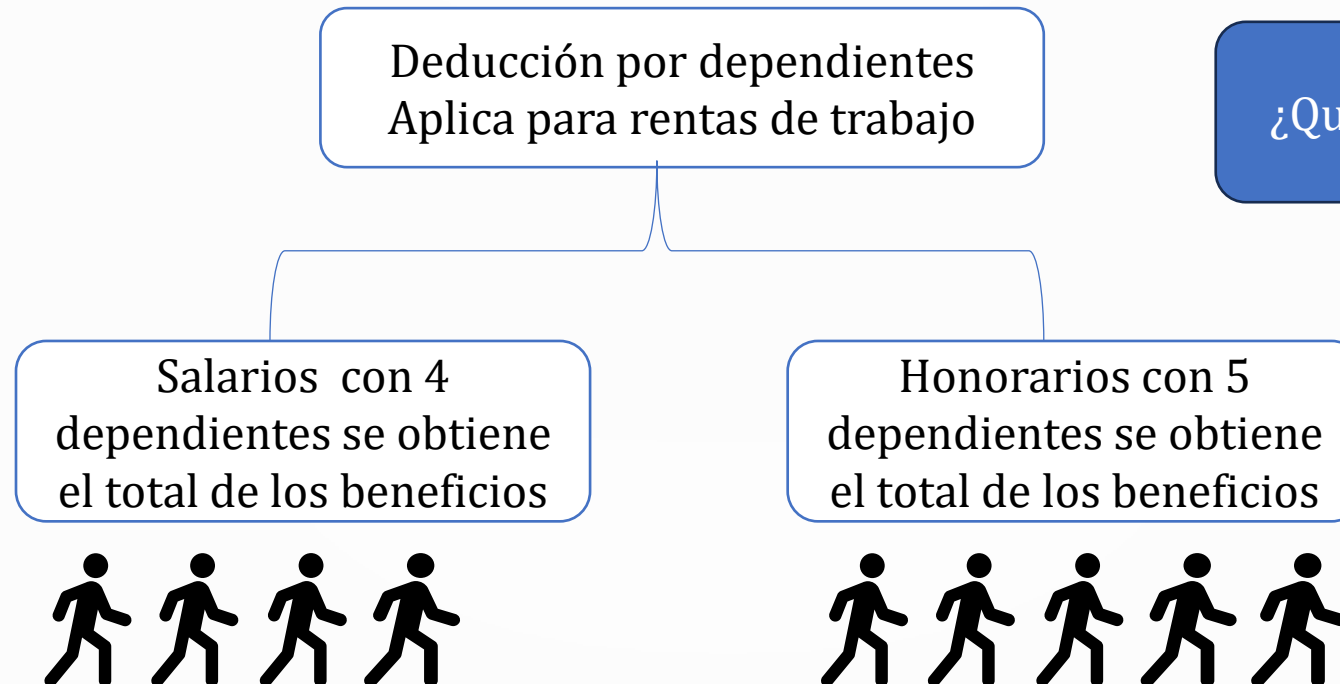 Deducción por dependientes
Aplica para rentas de trabajo
¿Qu
Salarios con 4
dependientes se obtiene
el total de los beneficios
Honorarios con 5
dependientes se obtiene
el total de los beneficios